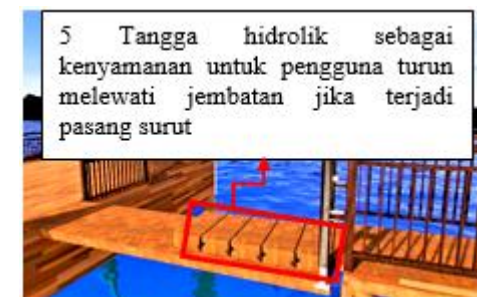 5 Tangga hidrolik sebagai
kenyamanan untuk pengguna turun
melewati jembatan jika terjadi
pasang surut